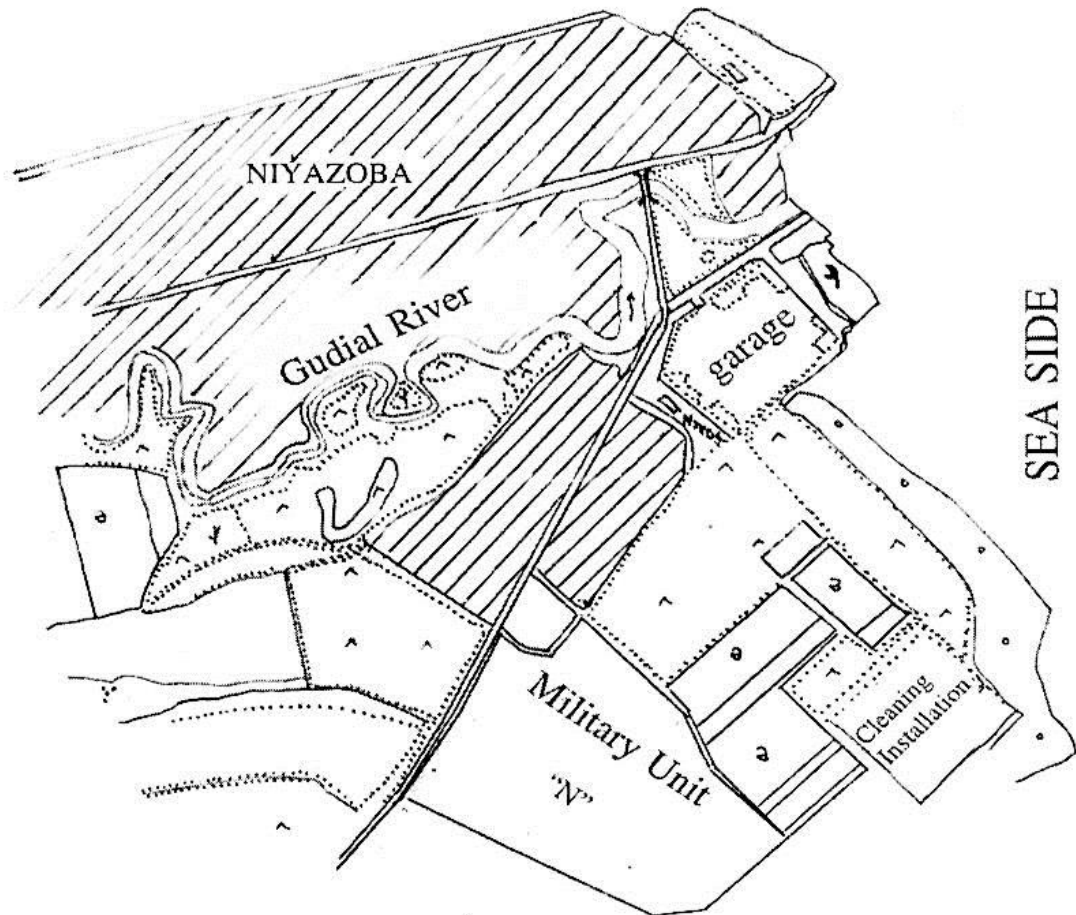 NIYAZOBA
Gudial River
garage
SEA SIDE
Military Unit
"N"
Cleaning
Installation